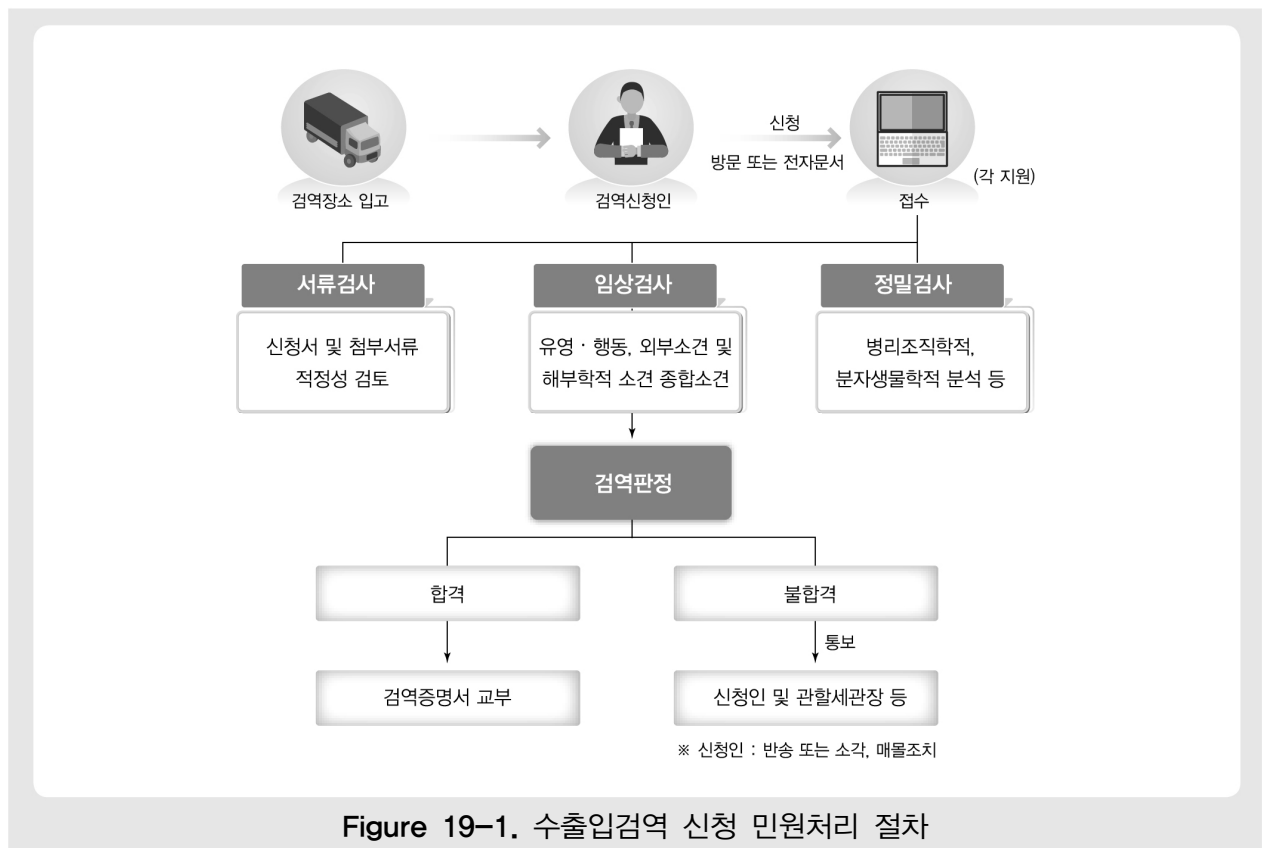 신청
방문 또는 전자문서
(각 지원)
검역장소 입고
검역신청인
접수
서류검사
임상검사
정밀검사
신청서 및 첨부서류
적정성 검토
유영 · 행동, 외부소견 및
해부학적 소견 종합소견
병리조직학적,
분자생물학적 분석 등
검역판정
합격
불합격
통보
검역증명서 교부
신청인 및 관할세관장 등
※ 신청인 : 반송 또는 소각, 매몰조치
Figure 19-1. 수출입검역 신청 민원처리 절차